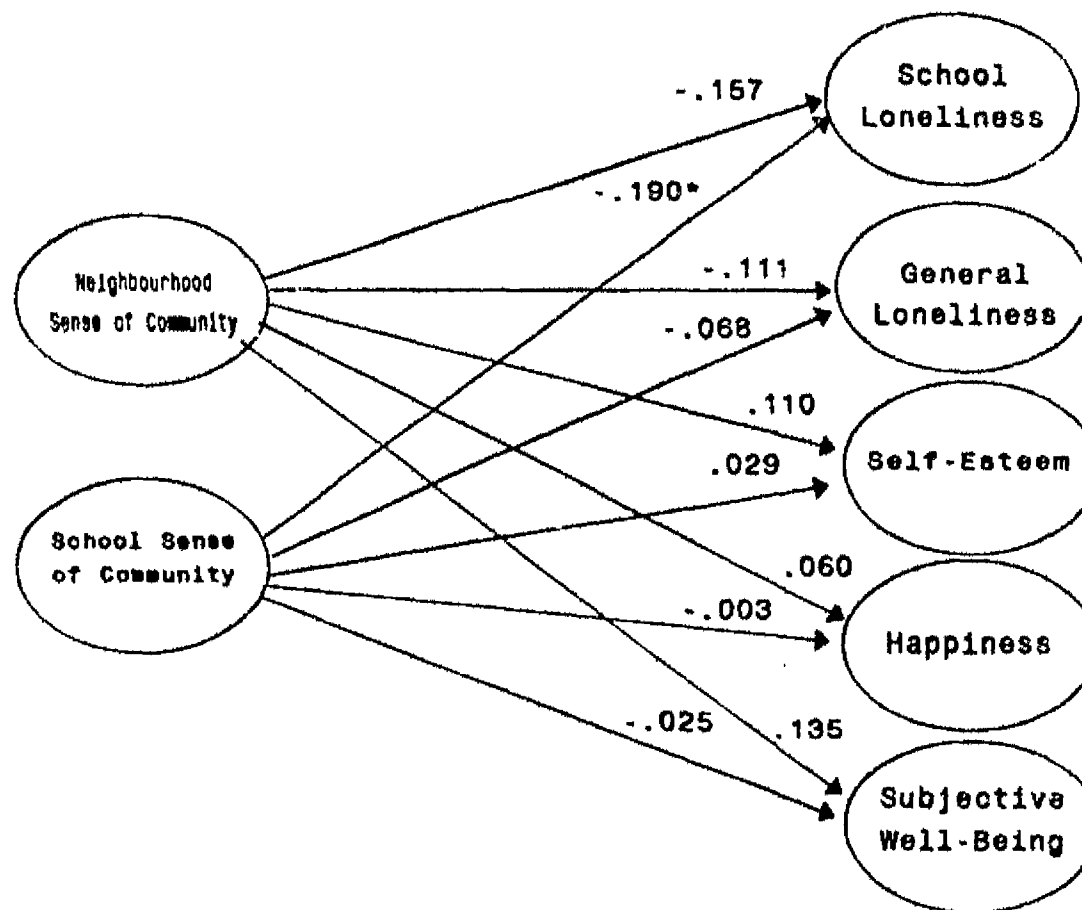 School
Loneliness
-.157
-.190*
Neighbourhood
Sense of Community
-.111
General
Loneliness
-.068
.110
Self-Esteem
.029
School Sense
of Community
.060
-.003
Happiness
-.025
.135
Subjective
Well-Being